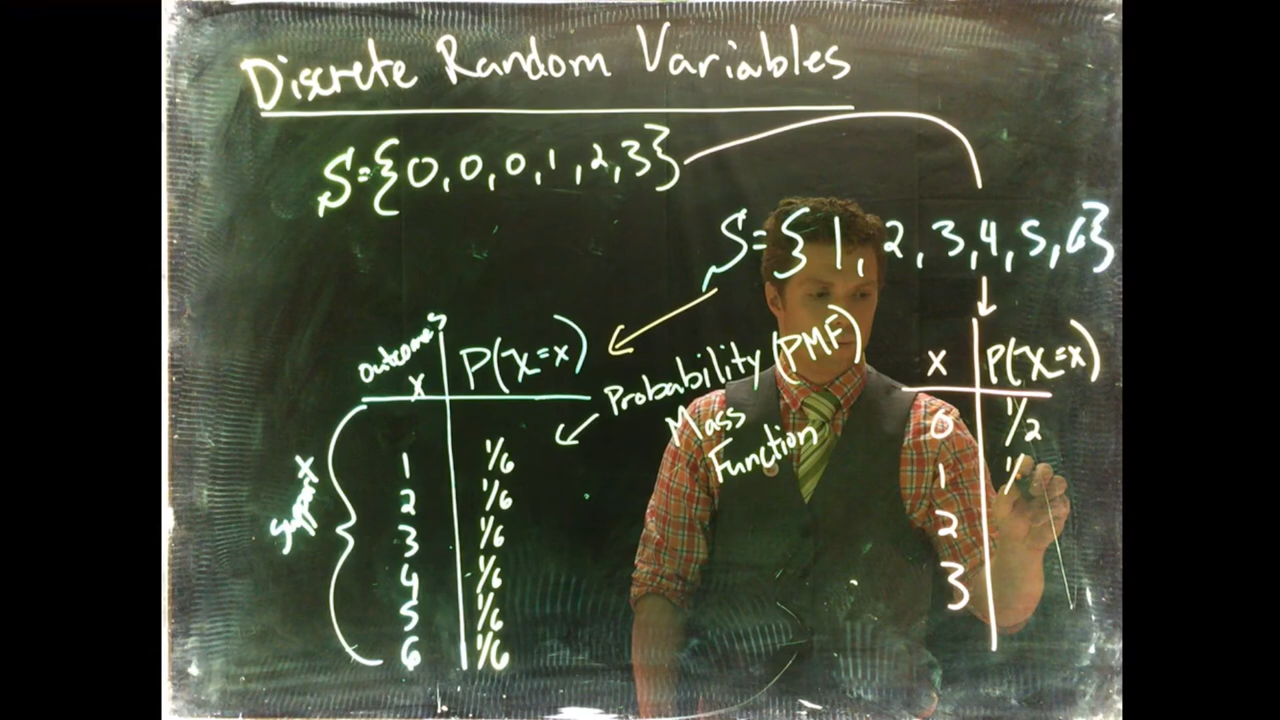 Discrete Random Variables
S={0,0,0,1,2,3}
S={1,2,3,4,5,6}
outcomes
x P(X=x)
1 1/6
2 1/6
3 1/6
4 1/6
5 1/6
6 1/6
Support
Probability (PMF)
Mass
Function
x P(X=x)
0 1/2
1 1/
2
3